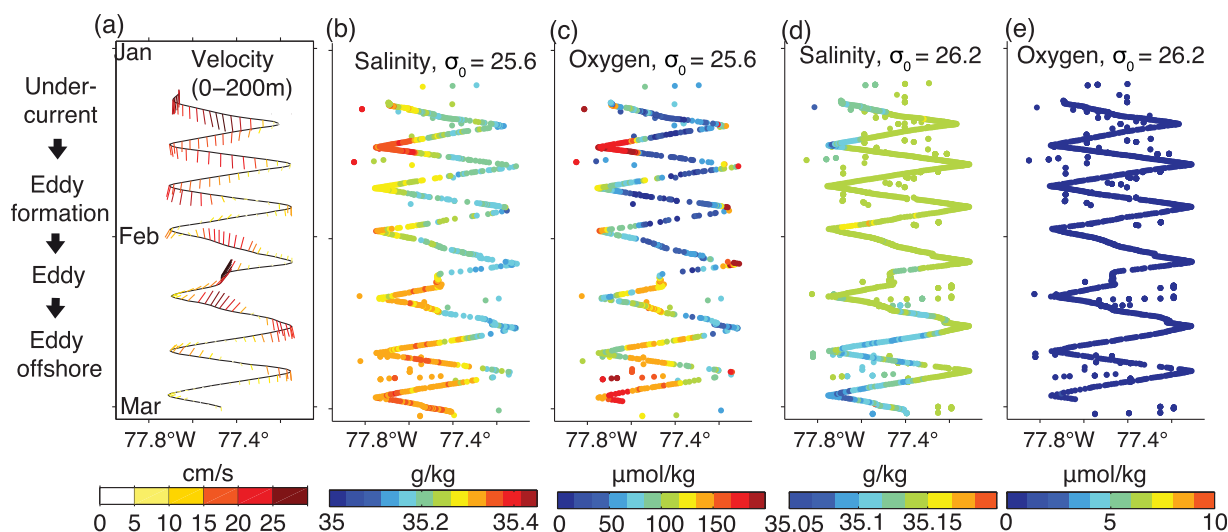 (a)
(b)
(c)
(d)
(e)
Jan
Velocity
(0–200m)
Salinity, σ₀ = 25.6
Oxygen, σ₀ = 25.6
Salinity, σ₀ = 26.2
Oxygen, σ₀ = 26.2
Under-
current
Eddy
formation
Feb
Eddy
Eddy
offshore
Mar
77.8°W 77.4°
77.8°W 77.4°
77.8°W 77.4°
77.8°W 77.4°
77.8°W 77.4°
cm/s
g/kg
µmol/kg
g/kg
µmol/kg
0 5 10 15 20 25
35 35.2 35.4
0 50 100 150
35.05 35.1 35.15
0 5 10